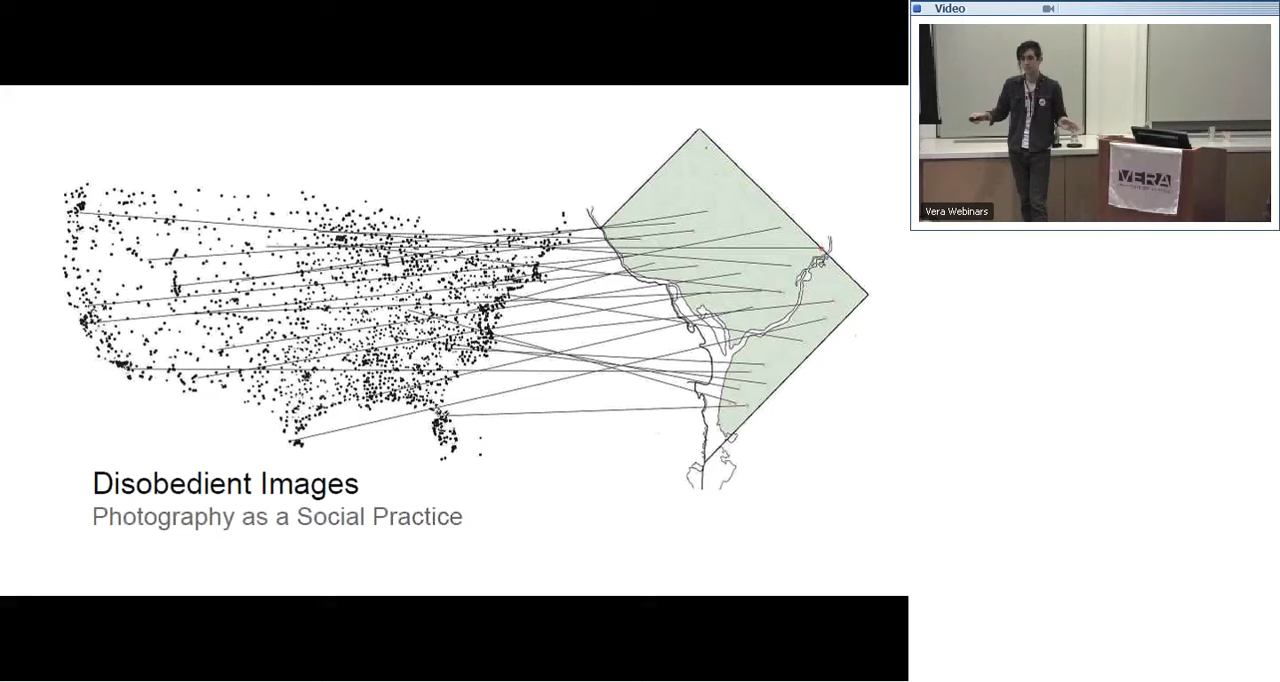 Disobedient Images
Photography as a Social Practice
Video
VERA
Vera Webinars